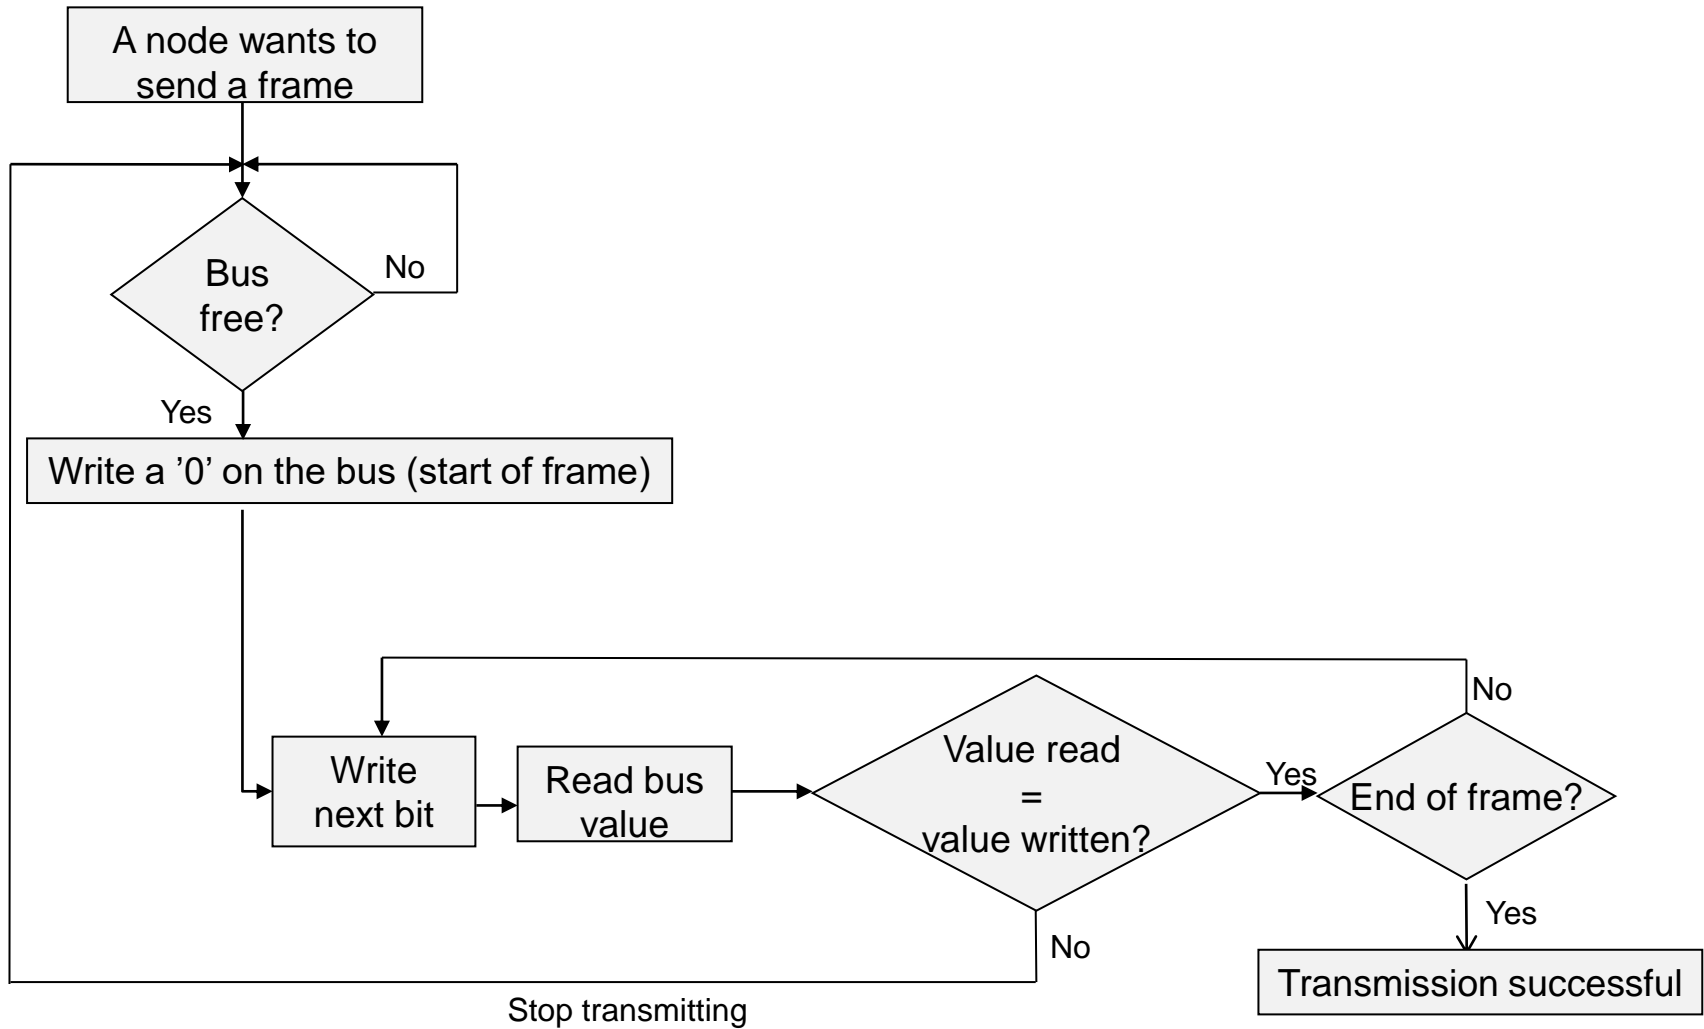 A node wants to
send a frame
Bus
free?
No
Yes
Write a ’0’ on the bus (start of frame)
Write
next bit
Read bus
value
Value read
=
value written?
Yes
No
End of frame?
No
Yes
Transmission successful
Stop transmitting